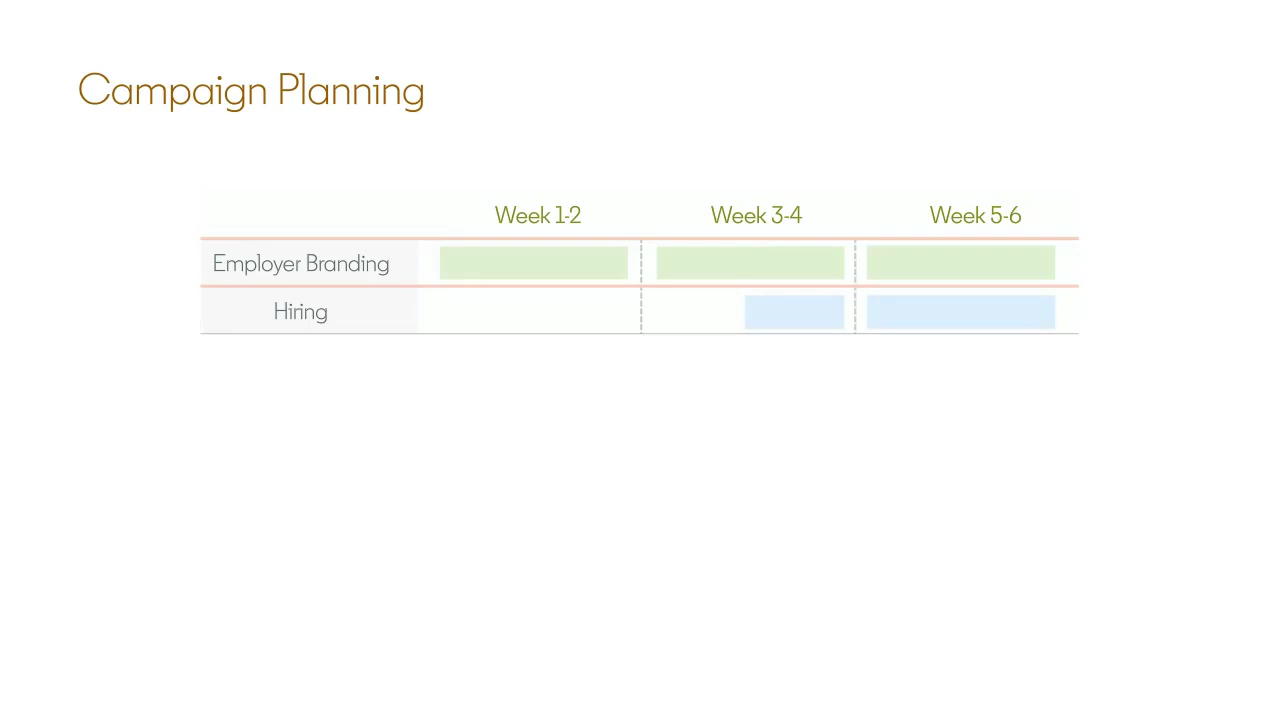 Campaign Planning
Week 1-2 Week 3-4 Week 5-6
Employer Branding
Hiring